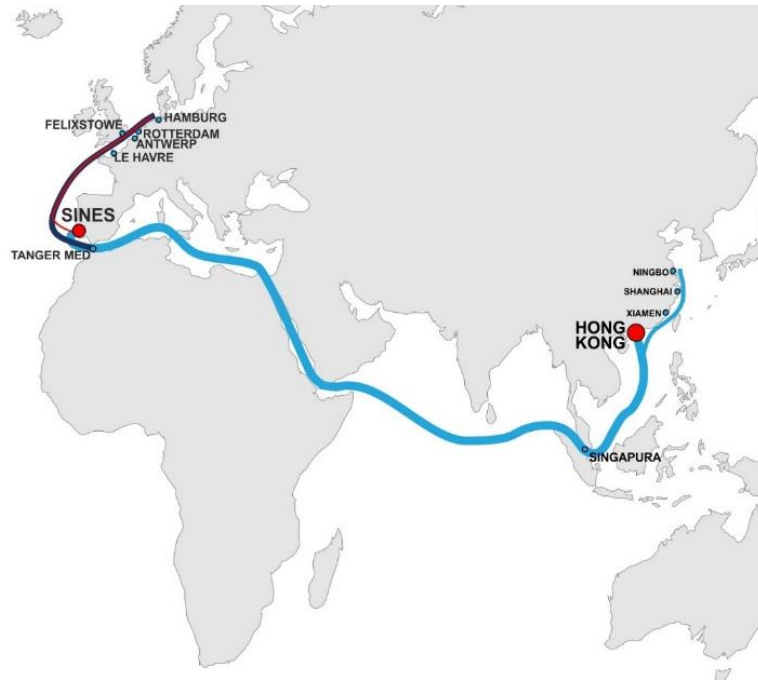 HAMBURG
FELIXSTOWE
ROTTERDAM
ANTWERP
LE HAVRE
SINES
TANGER MED
NINGBO
SHANGHAI
XIAMEN
HONG
KONG
SINGAPURA